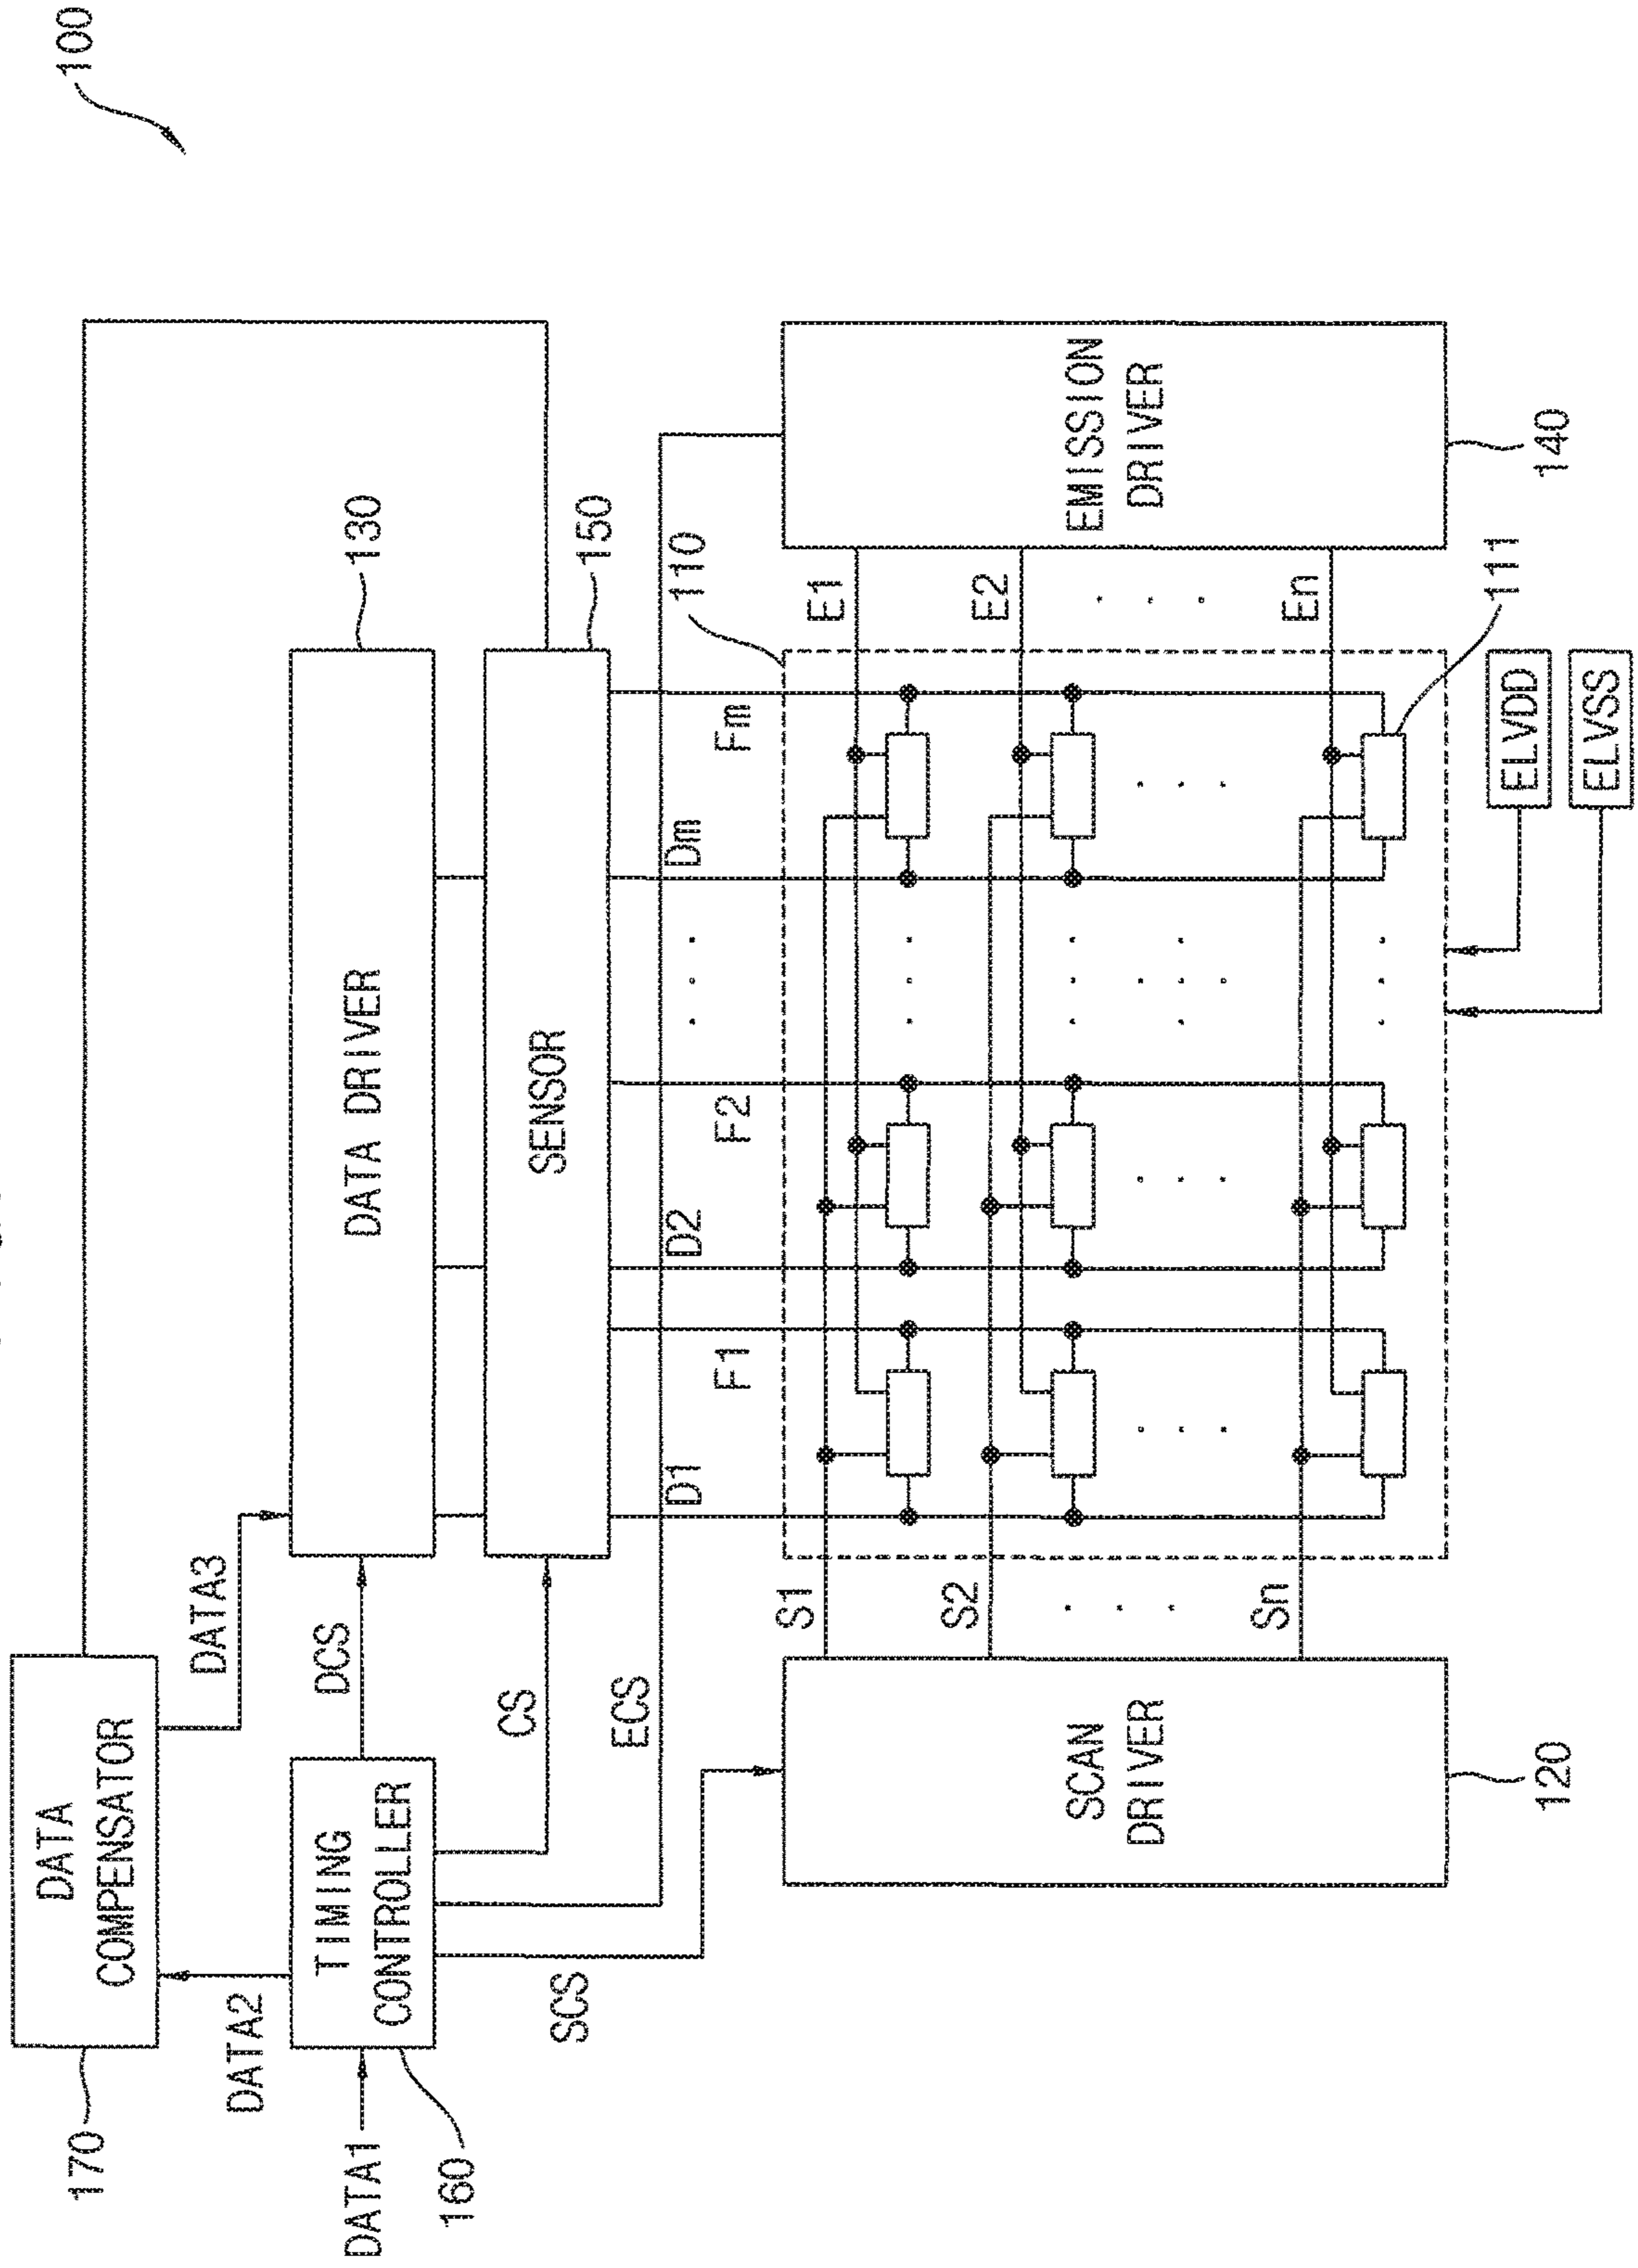 100
170
DATA
COMPENSATOR
DATA2
DATA3
DATA1
TIMING
CONTROLLER
160
DCS
CS
ECS
SCS
DATA DRIVER
130
SENSOR
150
D1
F1
D2
F2
Dm
Fm
110
SCAN
DRIVER
120
S1
S2
Sn
E1
E2
En
EMISSION
DRIVER
140
111
ELVDD
ELVSS